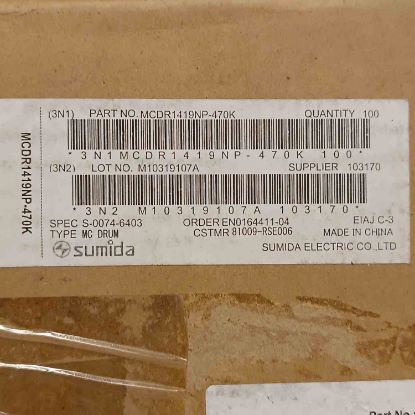 MCDR1419NP-470K
(3N1) PART NO. MCDR1419NP-470K QUANTITY 100
* 3N1MCDR1419NP-470K 100*
(3N2) LOT NO. M10319107A SUPPLIER 103170
* 3N2 M10319107A 103170*
SPEC S-0074-6403 ORDER EN0164411-04 EIAJ C-3
TYPE MC DRUM CSTMR 81009-RSE006 MADE IN CHINA
sumida SUMIDA ELECTRIC CO.,LTD
Part No